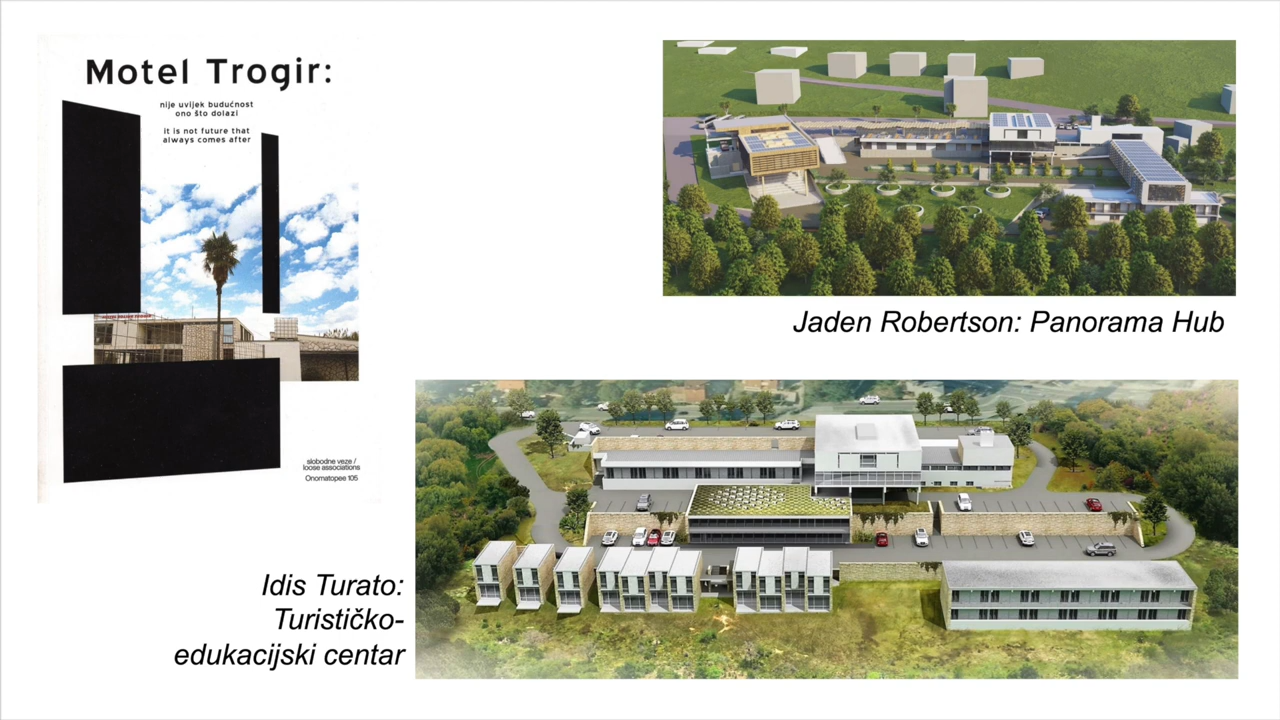 Motel Trogir:
nije uvijek budućnost
ono što dolazi
it is not future that
always comes after
slobodne veze /
loose associations
Onomatopee 105
Jaden Robertson: Panorama Hub
Idis Turato:
Turističko-
edukacijski centar